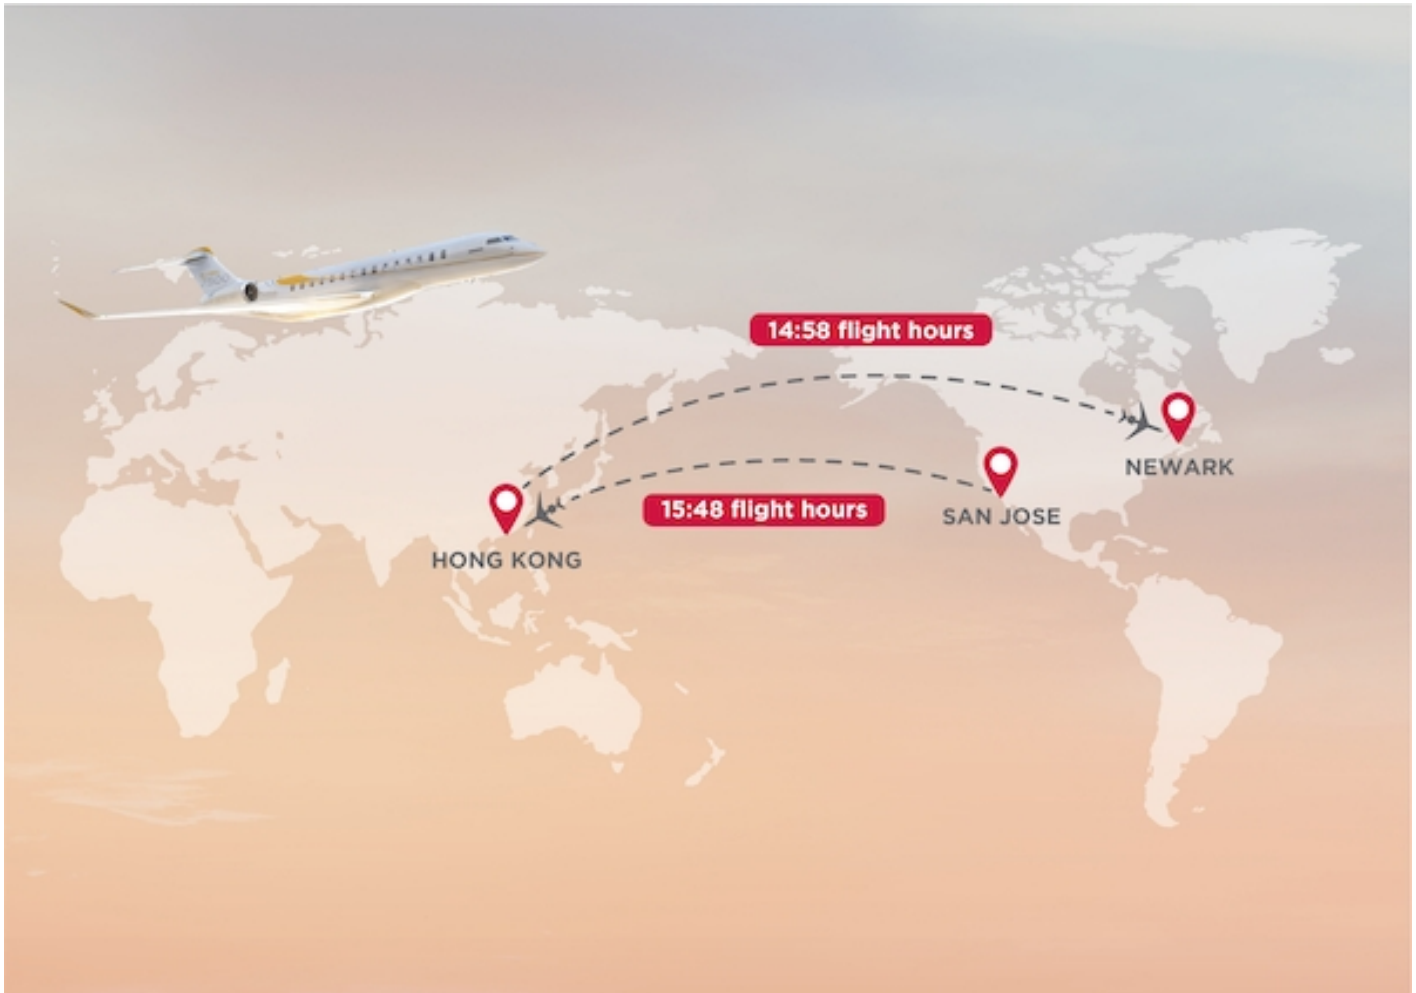 14:58 flight hours
NEWARK
15:48 flight hours
SAN JOSE
HONG KONG